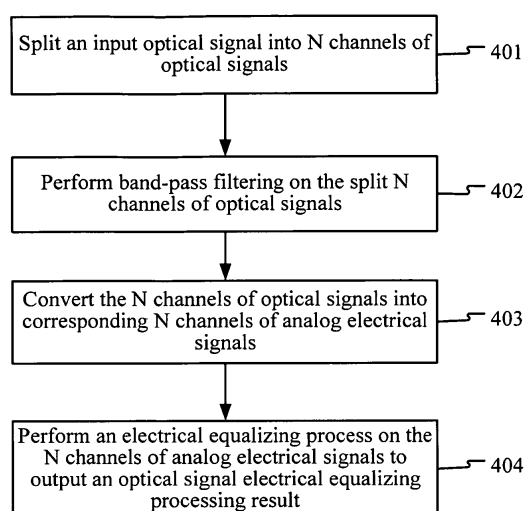 Split an input optical signal into N channels of
optical signals
401
Perform band-pass filtering on the split N
channels of optical signals
402
Convert the N channels of optical signals into
corresponding N channels of analog electrical
signals
403
Perform an electrical equalizing process on the
N channels of analog electrical signals to
output an optical signal electrical equalizing
processing result
404